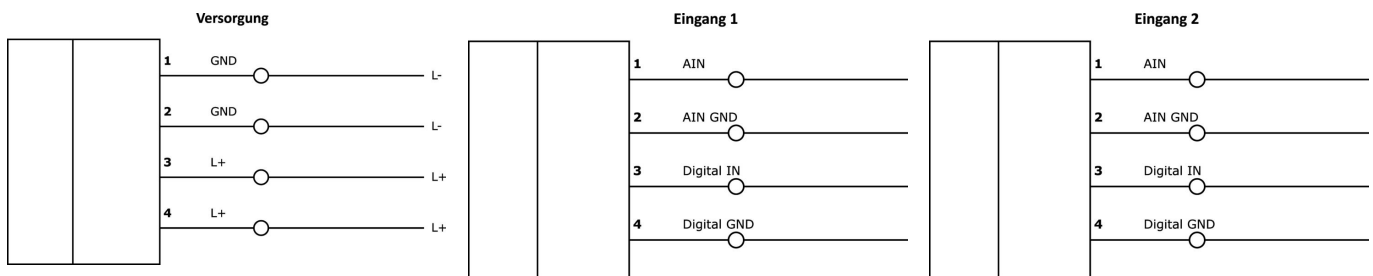 Versorgung
1 GND L-
2 GND L-
3 L+ L+
4 L+ L+
Eingang 1
1 AIN
2 AIN GND
3 Digital IN
4 Digital GND
Eingang 2
1 AIN
2 AIN GND
3 Digital IN
4 Digital GND